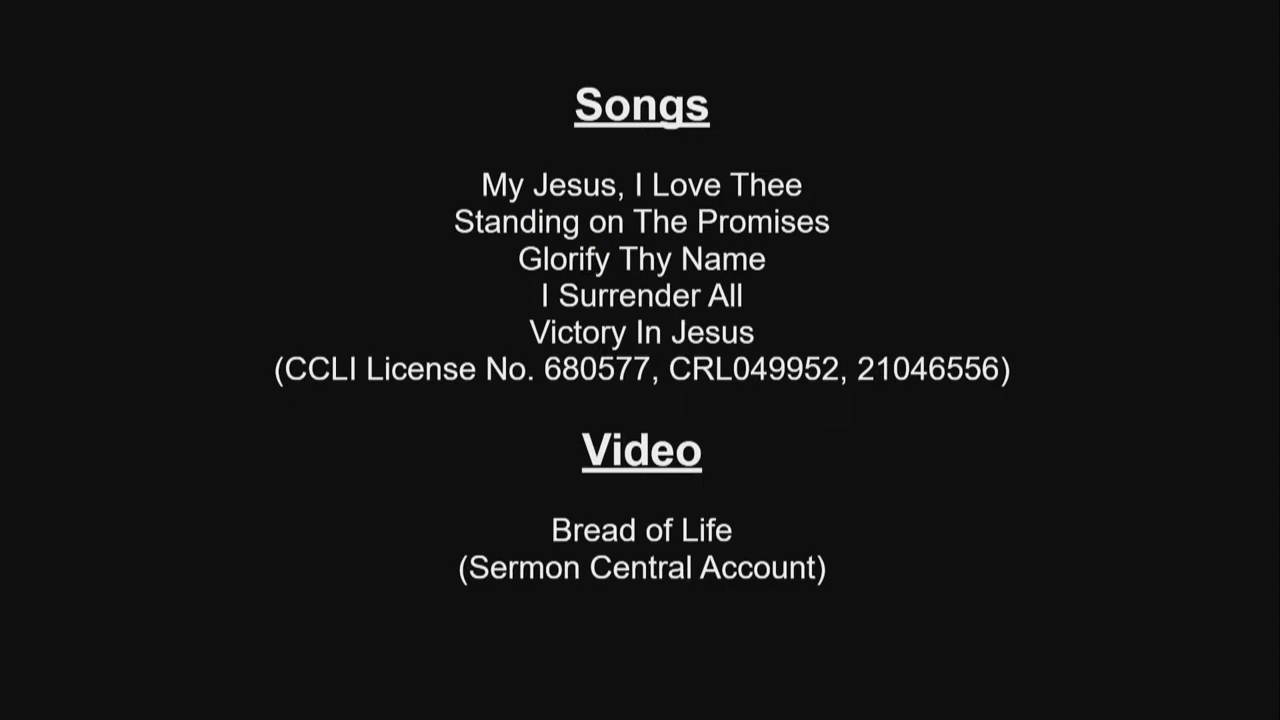 Songs
My Jesus, I Love Thee
Standing on The Promises
Glorify Thy Name
I Surrender All
Victory In Jesus
(CCLI License No. 680577, CRL049952, 21046556)
Video
Bread of Life
(Sermon Central Account)